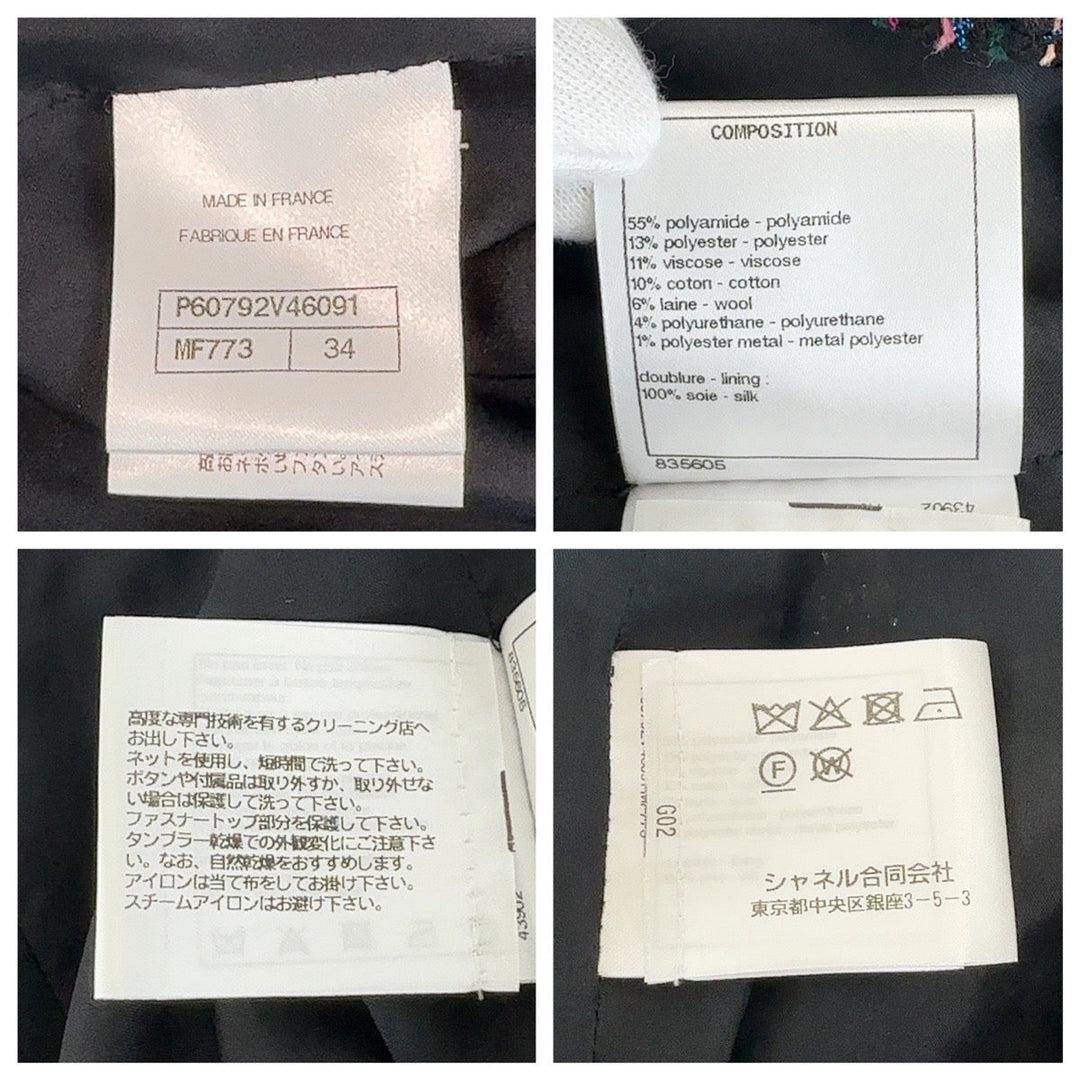 MADE IN FRANCE
FABRIQUE EN FRANCE
P60792V46091
MF773 34
COMPOSITION
55% polyamide - polyamide
13% polyester - polyester
11% viscose - viscose
10% coton - cotton
6% laine - wool
4% polyurethane - polyurethane
1% polyester metal - metal polyester
doublure - lining :
100% soie - silk
835605
43902
高度な専門技術を有するクリーニング店へ
お出し下さい。
ネットを使用し、短時間で洗って下さい。
ボタンや付属品は取り外すか、取り外せな
い場合は保護して洗って下さい。
ファスナートップ部分を保護して下さい。
タンブラー乾燥での外観変化にご注意下さ
い。なお、自然乾燥をおすすめします。
アイロンは当て布をしてお掛け下さい。
スチームアイロンはお避け下さい。
835605
43902
F
W
G02
シャネル合同会社
東京都中央区銀座3-5-3